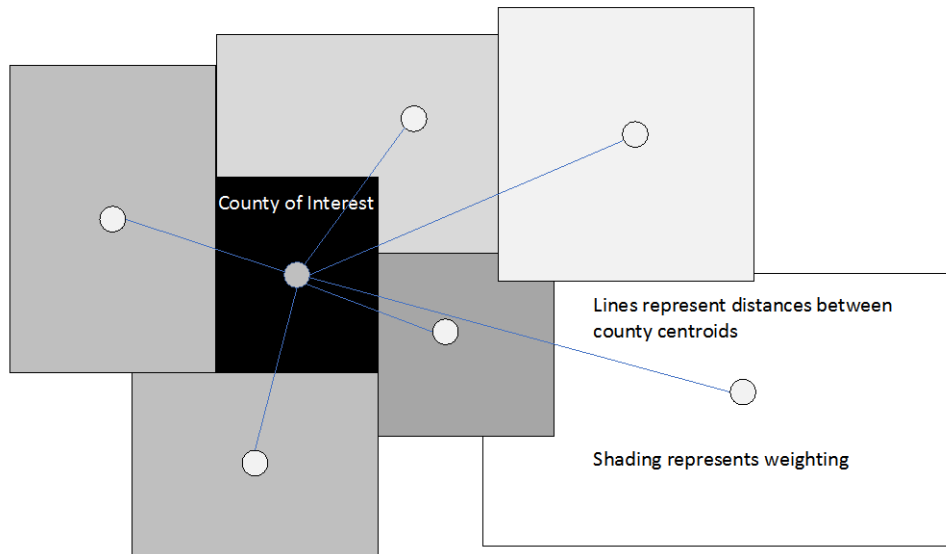 County of Interest
Lines represent distances between
county centroids
Shading represents weighting